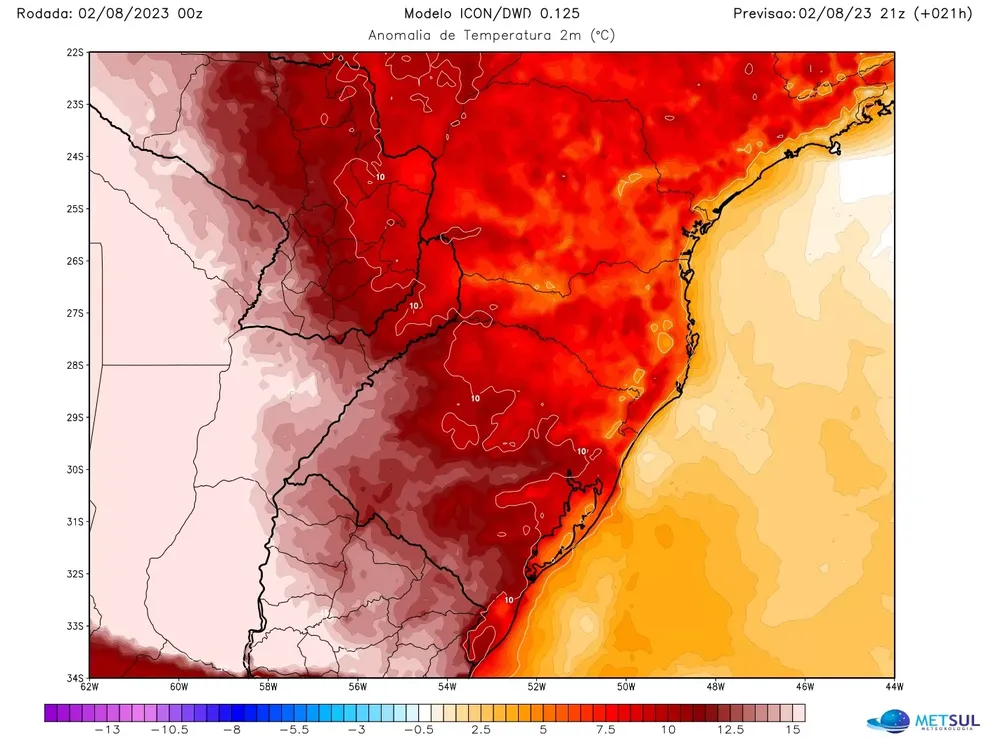 Rodada: 02/08/2023 00z Modelo ICON/DWD 0.125 Previsao:02/08/23 21z (+021h)
Anomalia de Temperatura 2m (°C)
22S
23S
24S
10
25S
26S
27S
10
28S
10
29S
10
30S
31S
32S
10
33S
34S
62W 60W 58W 56W 54W 52W 50W 48W 46W 44W
-13 -10.5 -8 -5.5 -3 -0.5 2.5 5 7.5 10 12.5 15
METSUL
METEOROLOGIA